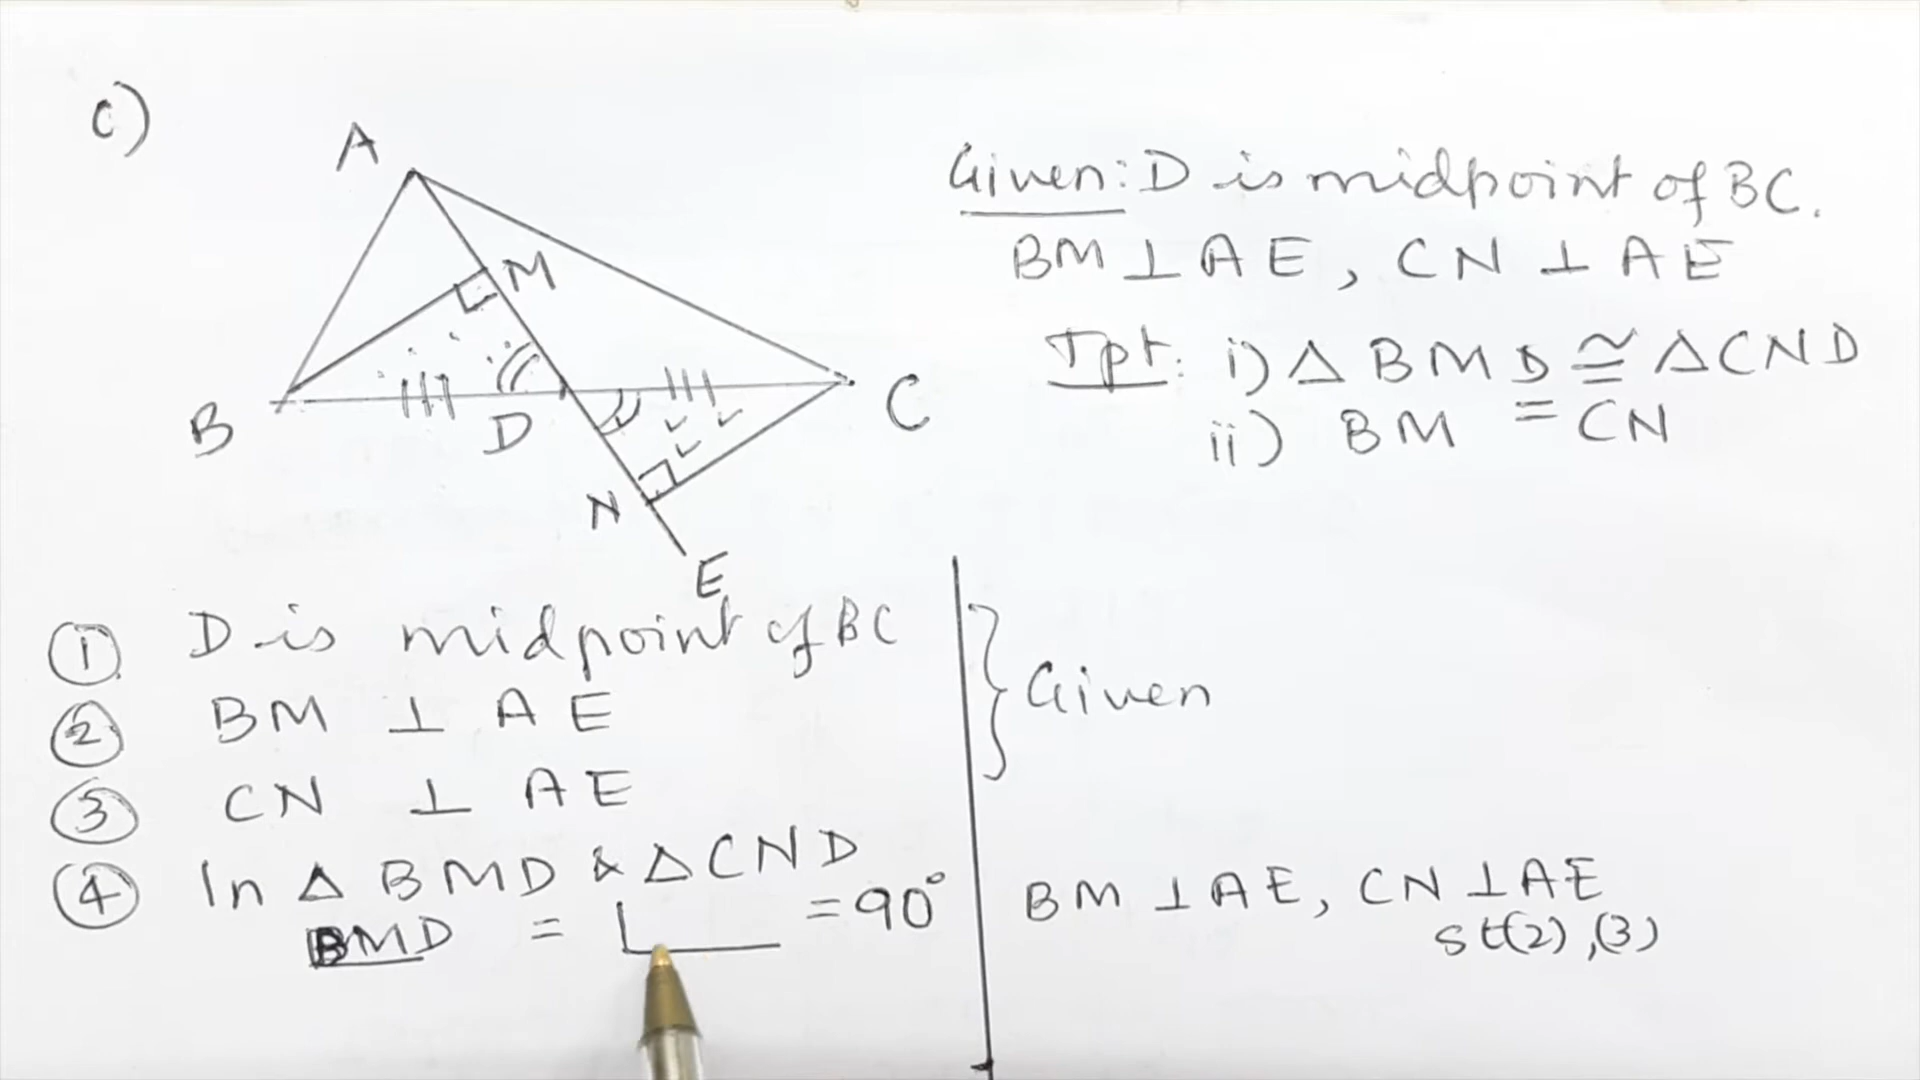 c)
A
M
B
D
C
N
E
Given: D is midpoint of BC.
BM ⊥ AE, CN ⊥ AE
Tpt: i) △ BMD ≅ △CND
ii) BM = CN
① D is midpoint of BC
② BM ⊥ AE
③ CN ⊥ AE
} Given
④ In △ BMD & △CND
BMD = ∠ = 90°
BM ⊥ AE, CN ⊥ AE
st(2),(3)